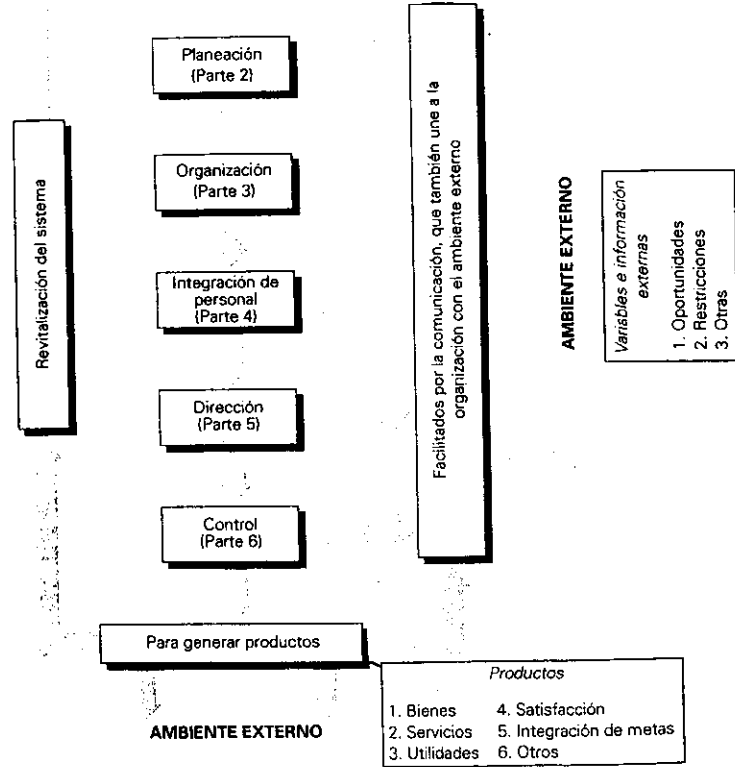 Planeación
(Parte 2)
Revitalización del sistema
Organización
(Parte 3)
Integración de
personal
(Parte 4)
Dirección
(Parte 5)
Control
(Parte 6)
Facilitados por la comunicación, que también une a la
organización con el ambiente externo
AMBIENTE EXTERNO
Variables e información
externas
1. Oportunidades
2. Restricciones
3. Otras
Para generar productos
AMBIENTE EXTERNO
Productos
1. Bienes 4. Satisfacción
2. Servicios 5. Integración de metas
3. Utilidades 6. Otros